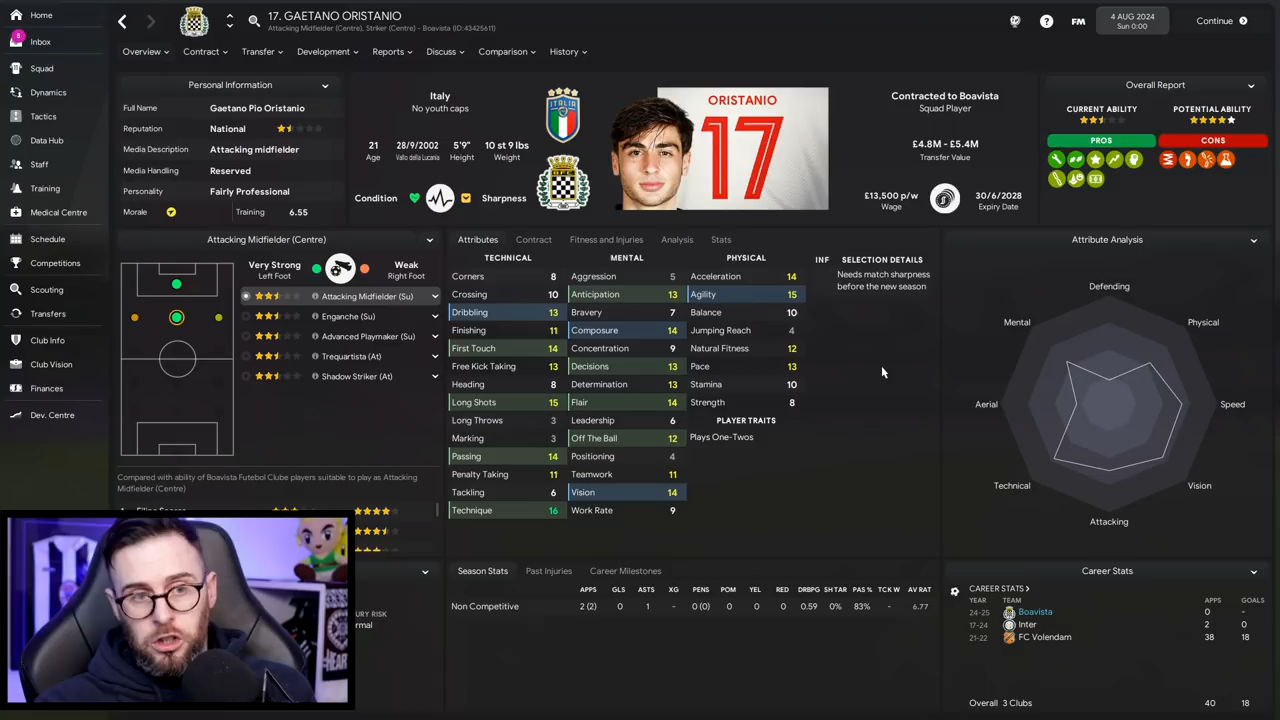 Home
5
Inbox
Squad
Dynamics
Tactics
Data Hub
Staff
Training
Medical Centre
Schedule
Competitions
Scouting
Transfers
Club Info
Club Vision
Finances
Dev. Centre
17. GAETANO ORISTANIO
Attacking Midfielder (Centre), Striker (Centre) - Boavista (ID:43425611)
FM
4 AUG 2024
Sun 0:00
Continue
Overview
Contract
Transfer
Development
Reports
Discuss
Comparison
History
Personal Information
Full Name Gaetano Pio Oristanio
Reputation National
Media Description Attacking midfielder
Media Handling Reserved
Personality Fairly Professional
Morale Training 6.55
Italy
No youth caps
21 28/9/2002 5'9" 10 st 9 lbs
Age Vallo della Lucania Height Weight
Condition Sharpness
ITALIA
ORISTANIO
17
Contracted to Boavista
Squad Player
£4.8M - £5.4M
Transfer Value
£13,500 p/w
Wage
30/6/2028
Expiry Date
Overall Report
CURRENT ABILITY POTENTIAL ABILITY
PROS CONS
Attacking Midfielder (Centre)
Very Strong
Left Foot
Weak
Right Foot
Attacking Midfielder (Su)
Enganche (Su)
Advanced Playmaker (Su)
Trequartista (At)
Shadow Striker (At)
Compared with ability of Boavista Futebol Clube players suitable to play as Attacking
Midfielder (Centre)
Attributes Contract Fitness and Injuries Analysis Stats
TECHNICAL
Corners 8
Crossing 10
Dribbling 13
Finishing 11
First Touch 14
Free Kick Taking 13
Heading 8
Long Shots 15
Long Throws 3
Marking 3
Passing 14
Penalty Taking 11
Tackling 6
Technique 16
MENTAL
Aggression 5
Anticipation 13
Bravery 7
Composure 14
Concentration 9
Decisions 13
Determination 13
Flair 14
Leadership 6
Off The Ball 12
Positioning 4
Teamwork 11
Vision 14
Work Rate 9
PHYSICAL
Acceleration 14
Agility 15
Balance 10
Jumping Reach 4
Natural Fitness 12
Pace 13
Stamina 10
Strength 8
PLAYER TRAITS
Plays One-Twos
INF SELECTION DETAILS
Needs match sharpness
before the new season
Attribute Analysis
Defending
Physical
Speed
Vision
Attacking
Technical
Aerial
Mental
Season Stats Past Injuries Career Milestones
APPS GLS ASTS XG PENS POM YEL RED DRBPG SH TAR PAS % TCK W AV RAT
Non Competitive 2 (2) 0 1 - 0 (0) 0 0 0 0.59 0% 83% - 6.77
Career Stats
CAREER STATS
YEAR TEAM APPS GOALS
24-25 Boavista 0 -
17-24 Inter 2 0
21-22 FC Volendam 38 18
Overall 3 Clubs 40 18